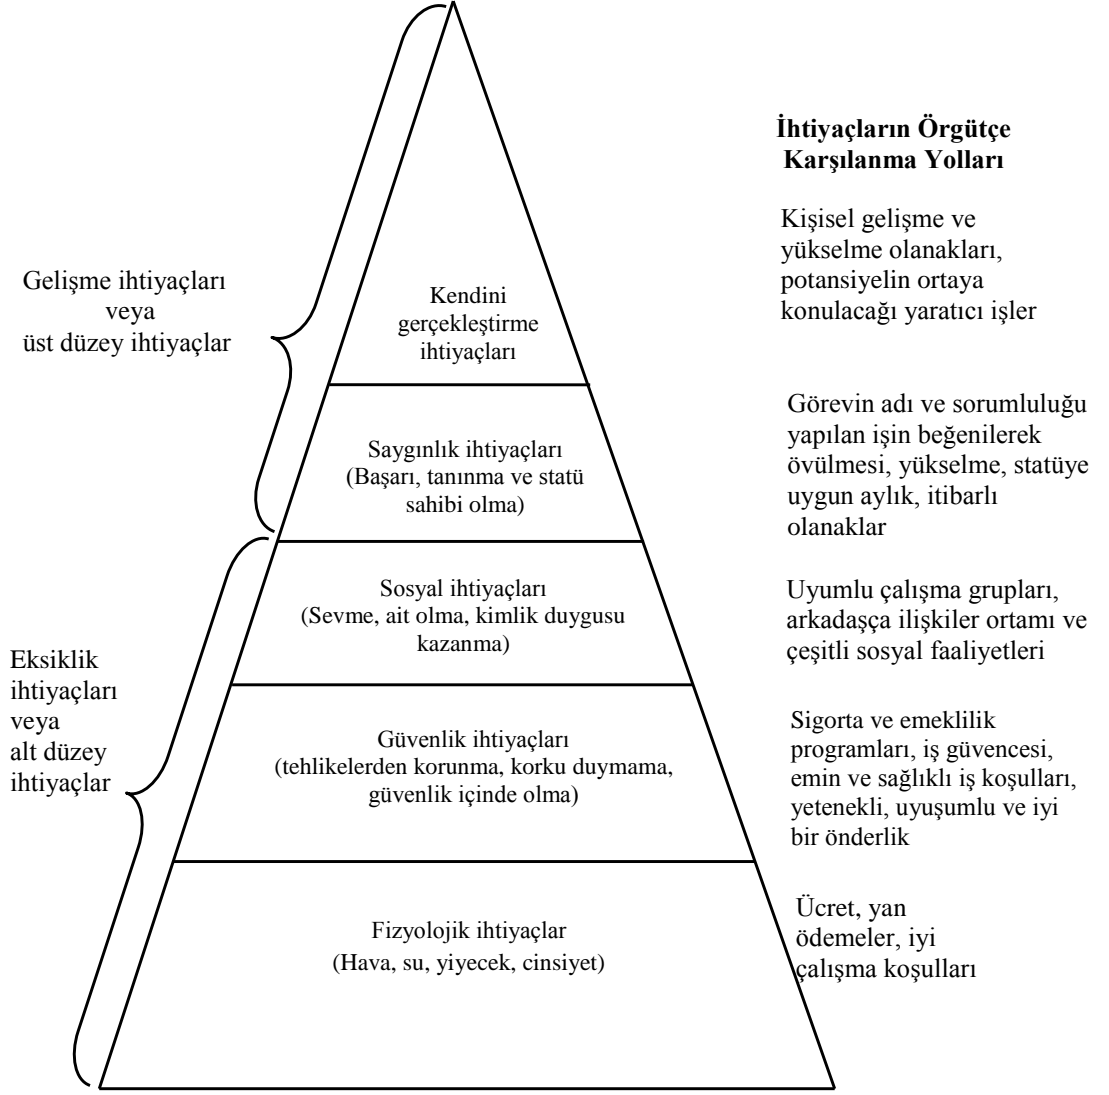 İhtiyaçların Örgütçe
Karşılanma Yolları
Kişisel gelişme ve
yükselme olanakları,
potansiyelin ortaya
konulacağı yaratıcı işler
Gelişme ihtiyaçları
veya
üst düzey ihtiyaçlar
Kendini
gerçekleştirme
ihtiyaçları
Görevin adı ve sorumluluğu
yapılan işin beğenilerek
övülmesi, yükselme, statüye
uygun aylık, itibarlı
olanaklar
Saygınlık ihtiyaçları
(Başarı, tanınma ve statü
sahibi olma)
Sosyal ihtiyaçları
(Sevme, ait olma, kimlik duygusu
kazanma)
Uyumlu çalışma grupları,
arkadaşça ilişkiler ortamı ve
çeşitli sosyal faaliyetleri
Eksiklik
ihtiyaçları
veya
alt düzey
ihtiyaçlar
Güvenlik ihtiyaçları
(tehlikelerden korunma, korku duymama,
güvenlik içinde olma)
Sigorta ve emeklilik
programları, iş güvencesi,
emin ve sağlıklı iş koşulları,
yetenekli, uyuşumlu ve iyi
bir önderlik
Fizyolojik ihtiyaçlar
(Hava, su, yiyecek, cinsiyet)
Ücret, yan
ödemeler, iyi
çalışma koşulları